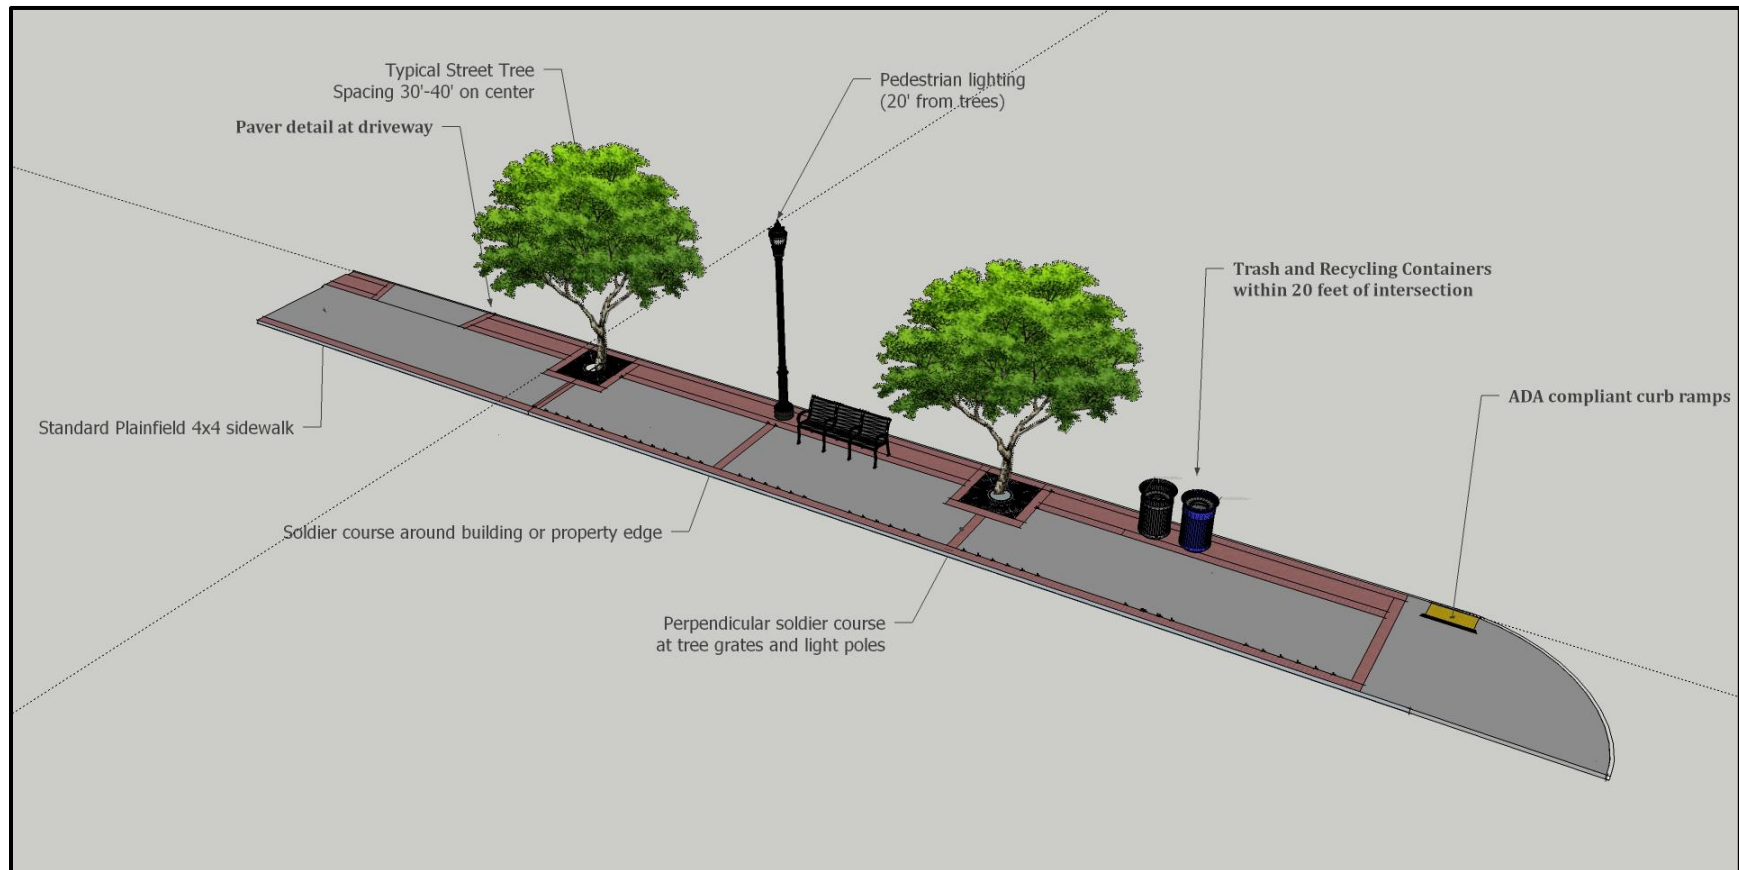 Typical Street Tree
Spacing 30'-40' on center
Paver detail at driveway
Pedestrian lighting
(20' from trees)
Trash and Recycling Containers
within 20 feet of intersection
ADA compliant curb ramps
Standard Plainfield 4x4 sidewalk
Soldier course around building or property edge
Perpendicular soldier course
at tree grates and light poles